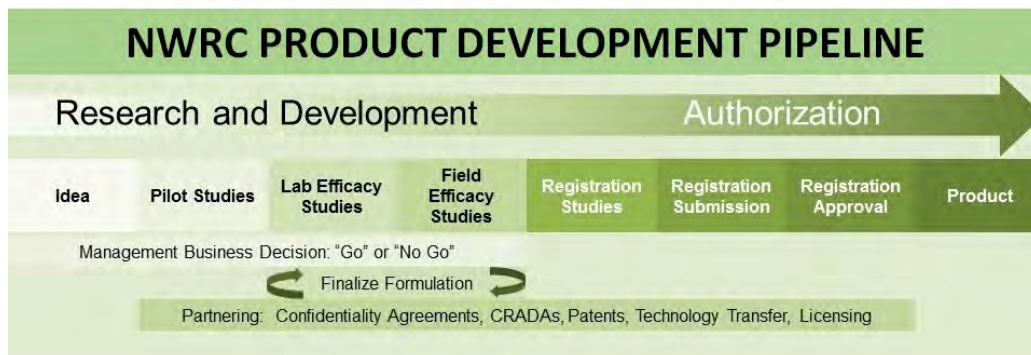 NWRC PRODUCT DEVELOPMENT PIPELINE
Research and Development
Authorization
Idea
Pilot Studies
Lab Efficacy
Studies
Field
Efficacy
Studies
Registration
Studies
Registration
Submission
Registration
Approval
Product
Management Business Decision: “Go” or “No Go”
Finalize Formulation
Partnering: Confidentiality Agreements, CRADAs, Patents, Technology Transfer, Licensing